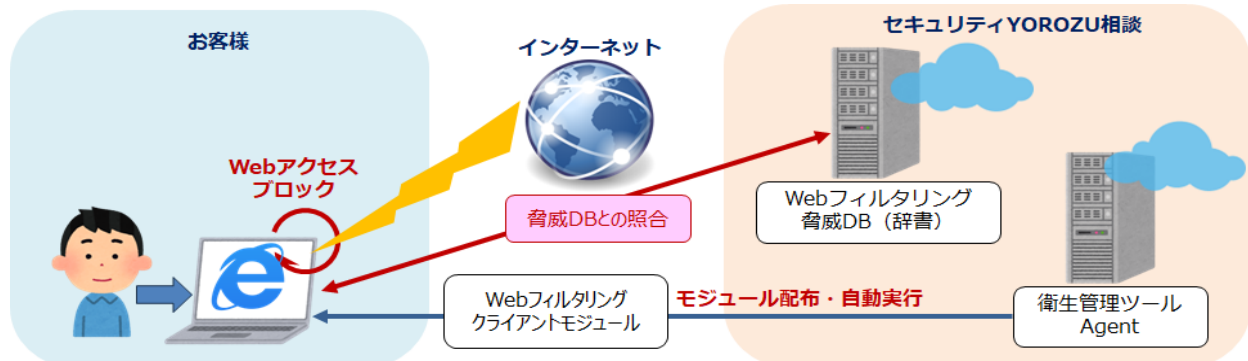 お客様
インターネット
セキュリティYOROZU相談
Webアクセス
ブロック
脅威DBとの照合
Webフィルタリング
脅威DB（辞書）
Webフィルタリング
クライアントモジュール
モジュール配布・自動実行
衛生管理ツール
Agent